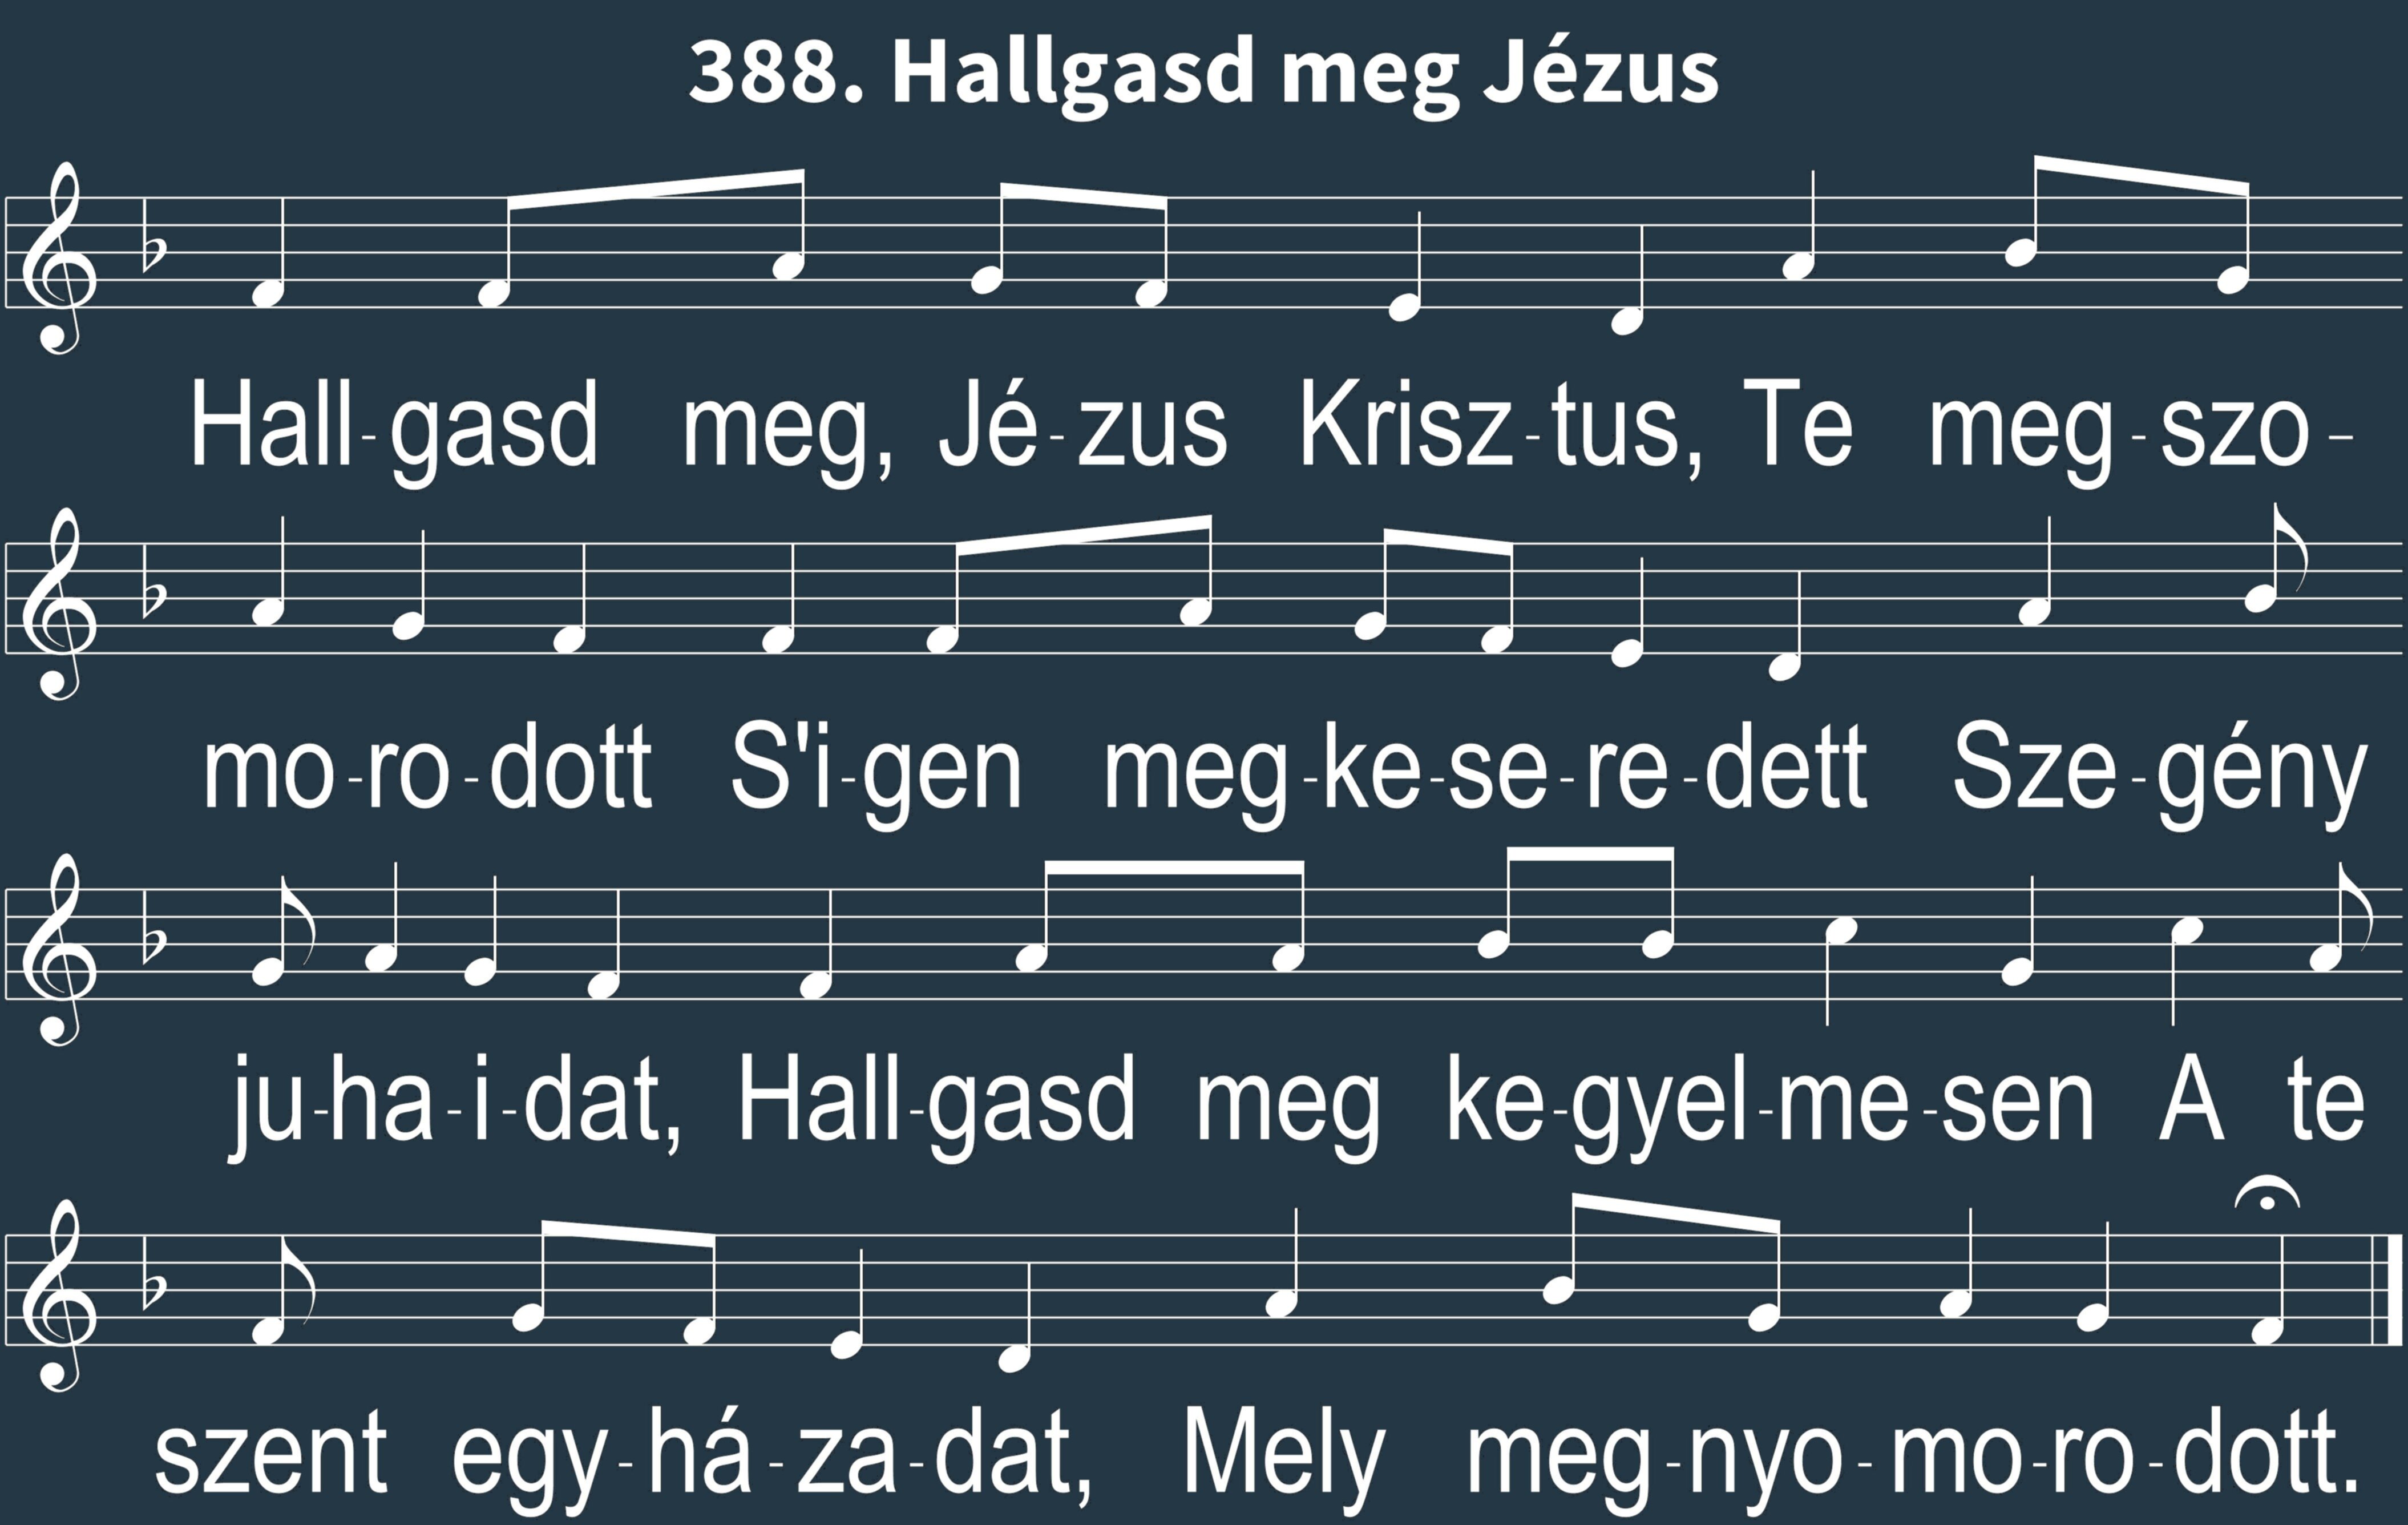 388. Hallgasd meg Jézus
Hall-gasd meg, Jé-zus Krisz-tus, Te meg-szo-
mo-ro-dott S'i-gen meg-ke-se-re-dett Sze-gény
ju-ha-i-dat, Hall-gasd meg ke-gyel-me-sen A te
szent egy-há-za-dat, Mely meg-nyo-mo-ro-dott.